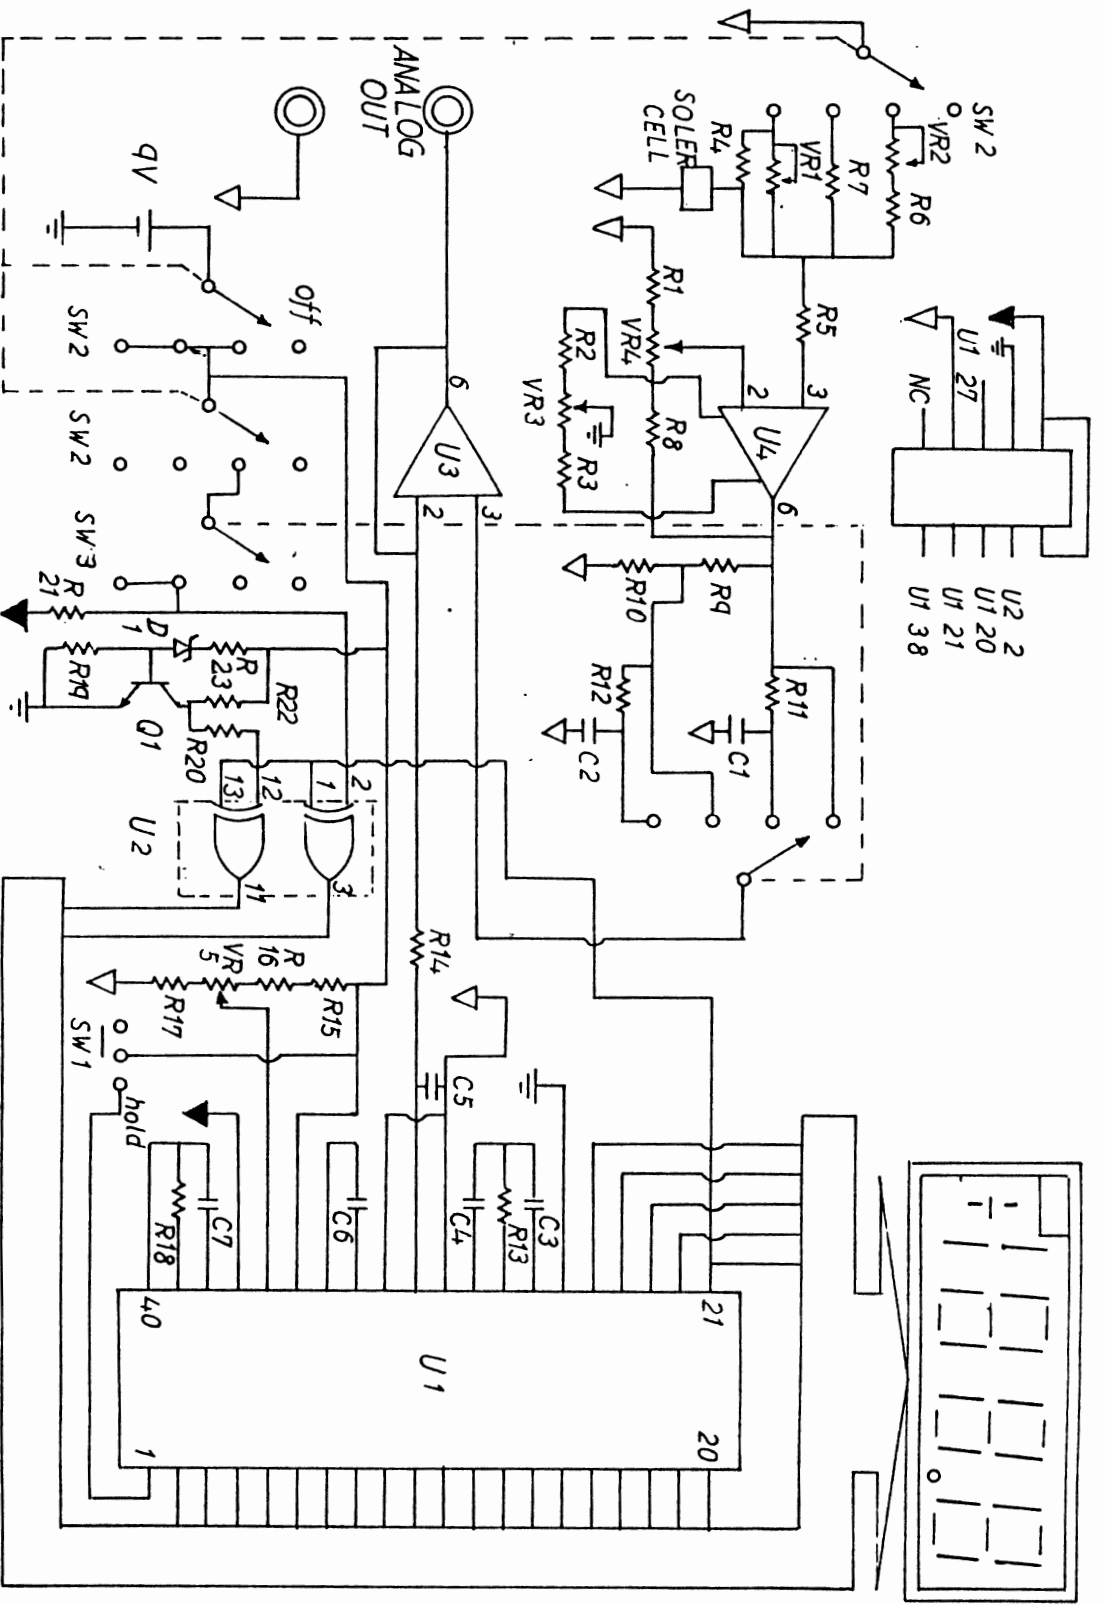 SW2
VR2
R6
U2 2
U1 20
U1 21
U1 38
U1
27
NC
R7
VR1
R4
SOLER
CELL
R5
3
2
U4
6
R1
VR4
R8
R2
VR3
R3
R9
R10
R11
C1
R12
C2
ANALOG
OUT
6
U3
3
2
R14
C5
9V
Off
SW2
SW2
SW3
R
21
D
1
R
23
R22
R19
Q1
R20
2
1
12
13
3
11
U2
R15
R
16
VR
5
R17
SW1
hold
C3
R13
C4
C6
C7
R18
21
20
U1
40
1